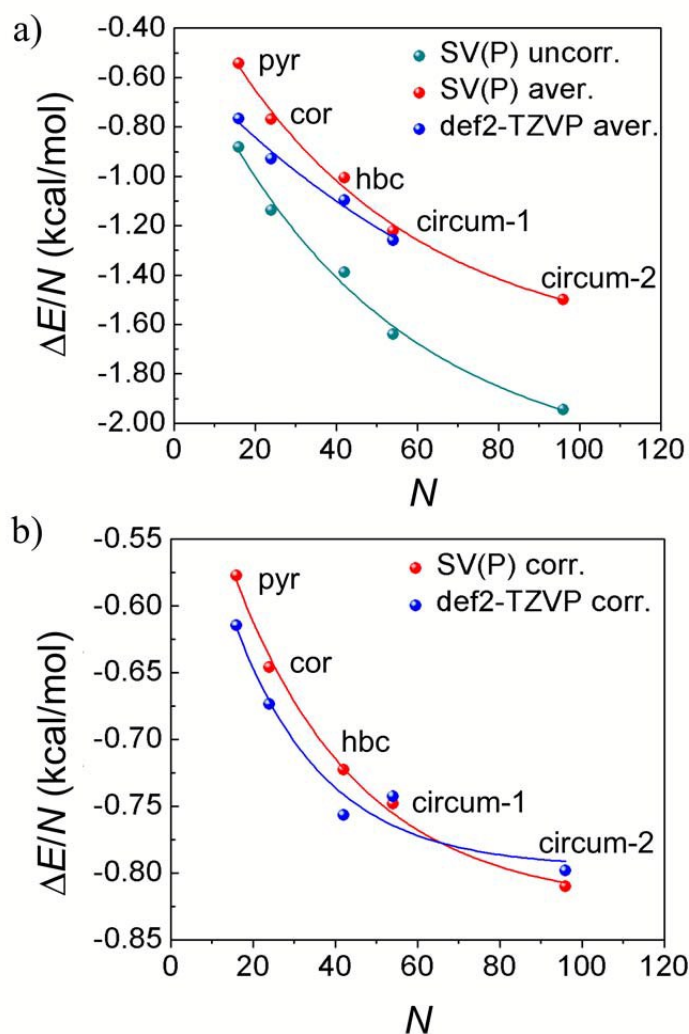 a)
-0.40
-0.60
-0.80
-1.00
-1.20
-1.40
-1.60
-1.80
-2.00
ΔE/N (kcal/mol)
pyr
cor
hbc
circum-1
circum-2
SV(P) uncorr.
SV(P) aver.
def2-TZVP aver.
0 20 40 60 80 100 120
N
b)
-0.55
-0.60
-0.65
-0.70
-0.75
-0.80
-0.85
ΔE/N (kcal/mol)
pyr
cor
hbc
circum-1
circum-2
SV(P) corr.
def2-TZVP corr.
0 20 40 60 80 100 120
N